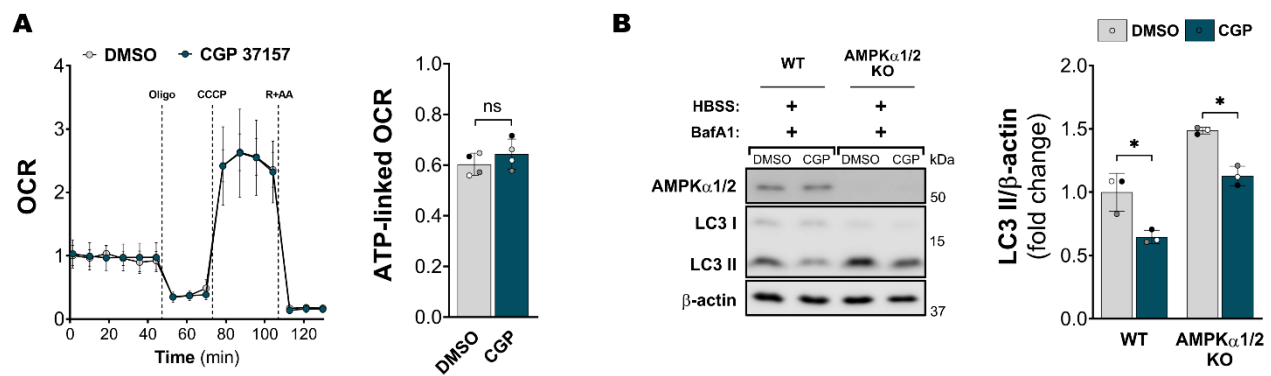 A
DMSO
CGP 37157
Oligo
CCCP
R+AA
OCR
4
3
2
1
0
0
20
40
60
80
100
120
Time (min)
ATP-linked OCR
1.0
0.8
0.6
0.4
0.2
0.0
ns
DMSO
CGP
B
WT
AMPKα1/2
KO
HBSS:
+
+
BafA1:
+
+
DMSO
CGP
DMSO
CGP
kDa
AMPKα1/2
50
LC3 I
15
LC3 II
β-actin
37
DMSO
CGP
LC3 II/β-actin
(fold change)
2.0
1.5
1.0
0.5
0.0
*
*
WT
AMPKα1/2
KO